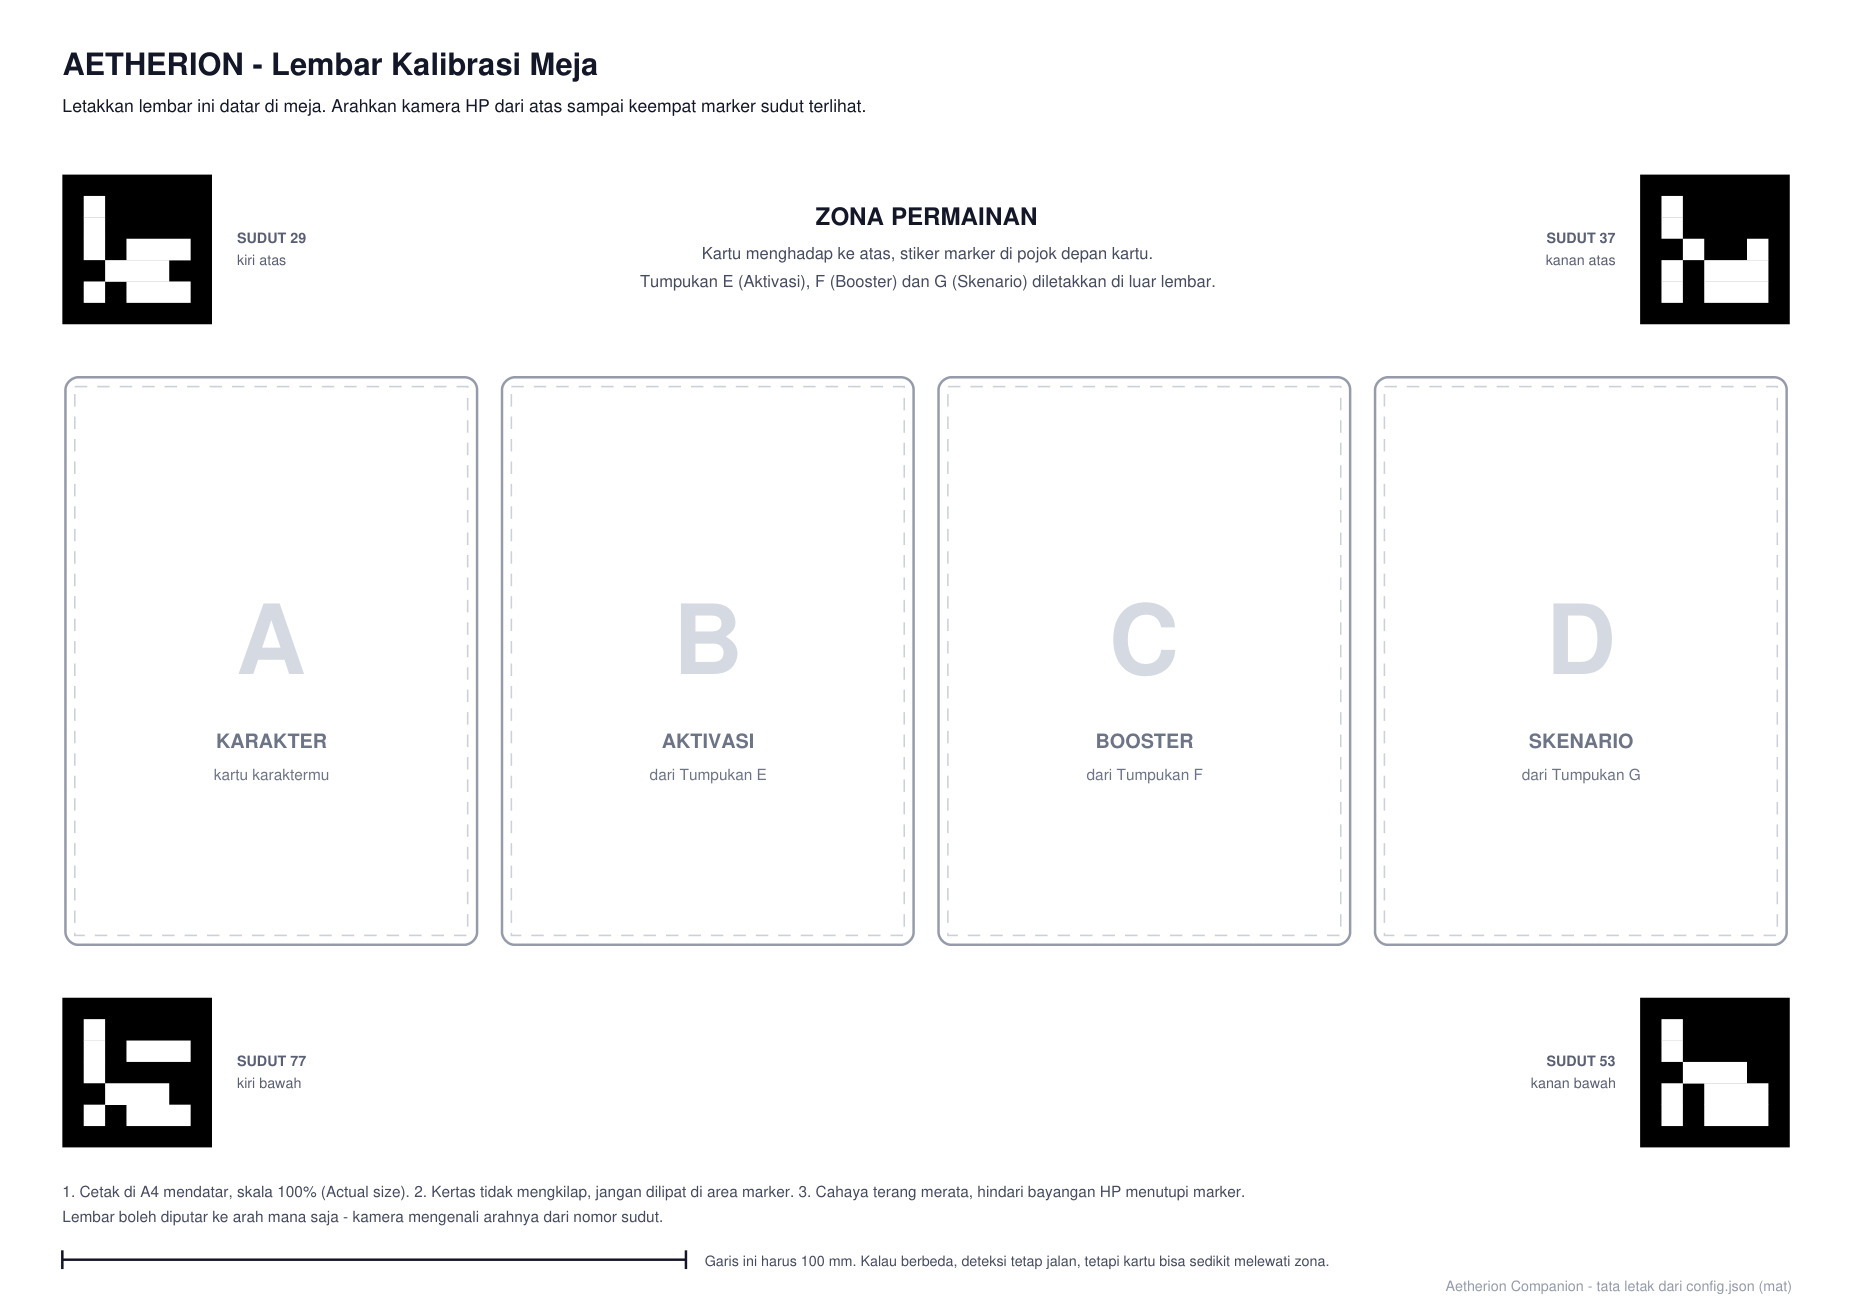 AETHERION - Lembar Kalibrasi Meja
Letakkan lembar ini datar di meja. Arahkan kamera HP dari atas sampai keempat marker sudut terlihat.
SUDUT 29
kiri atas
ZONA PERMAINAN
Kartu menghadap ke atas, stiker marker di pojok depan kartu.
Tumpukan E (Aktivasi), F (Booster) dan G (Skenario) diletakkan di luar lembar.
SUDUT 37
kanan atas
A
KARAKTER
kartu karaktermu
B
AKTIVASI
dari Tumpukan E
C
BOOSTER
dari Tumpukan F
D
SKENARIO
dari Tumpukan G
SUDUT 77
kiri bawah
SUDUT 53
kanan bawah
1. Cetak di A4 mendatar, skala 100% (Actual size). 2. Kertas tidak mengkilap, jangan dilipat di area marker. 3. Cahaya terang merata, hindari bayangan HP menutupi marker.
Lembar boleh diputar ke arah mana saja - kamera mengenali arahnya dari nomor sudut.
Garis ini harus 100 mm. Kalau berbeda, deteksi tetap jalan, tetapi kartu bisa sedikit melewati zona.
Aetherion Companion - tata letak dari config.json (mat)